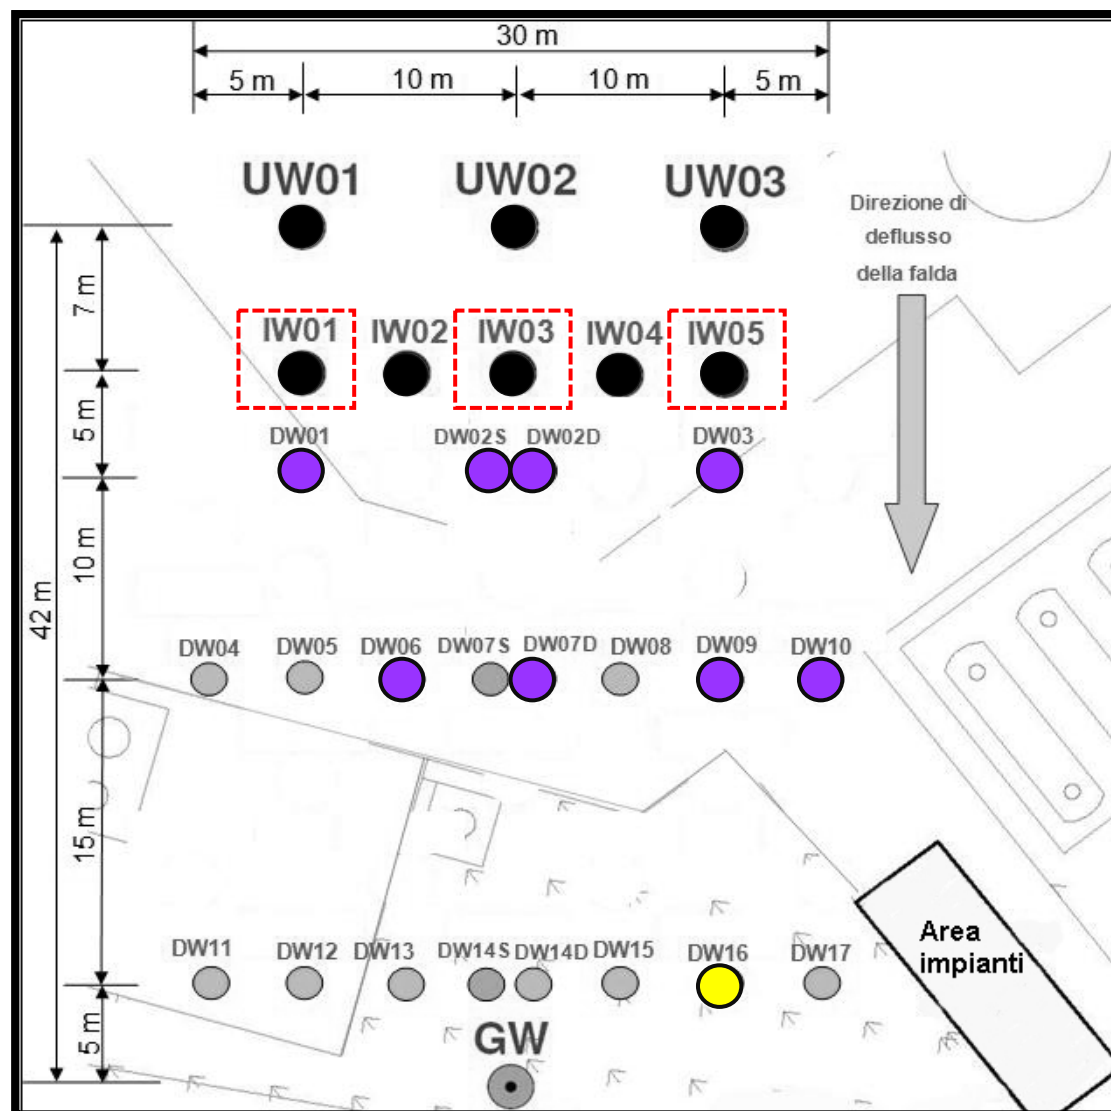 30 m
5 m
10 m
10 m
5 m
UW01
UW02
UW03
Direzione di
deflusso
della falda
7 m
IW01
IW02
IW03
IW04
IW05
5 m
DW01
DW02S
DW02D
DW03
10 m
42 m
DW04
DW05
DW06
DW07S
DW07D
DW08
DW09
DW10
15 m
Area
impianti
DW11
DW12
DW13
DW14S
DW14D
DW15
DW16
DW17
5 m
GW